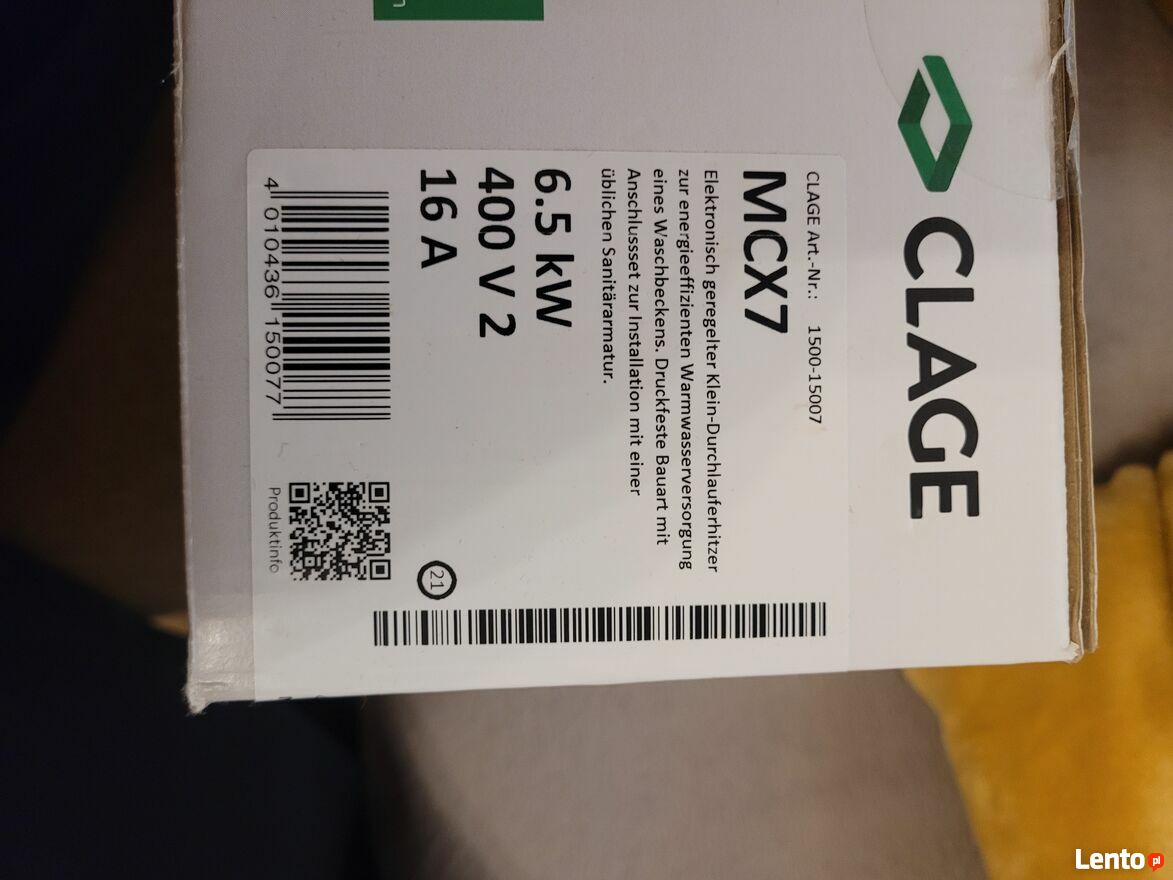 CLAGE
CLAGE Art.-Nr.: 1500-15007
MCX7
Elektronisch geregelter Klein-Durchlauferhitzer
zur energieeffizienten Warmwasserversorgung
eines Waschbeckens. Druckfeste Bauart mit
Anschlussset zur Installation mit einer
üblichen Sanitärarmatur.
6.5 kW
400 V 2
16 A
21
4 010436 150077
Produktinfo
Lento.pl